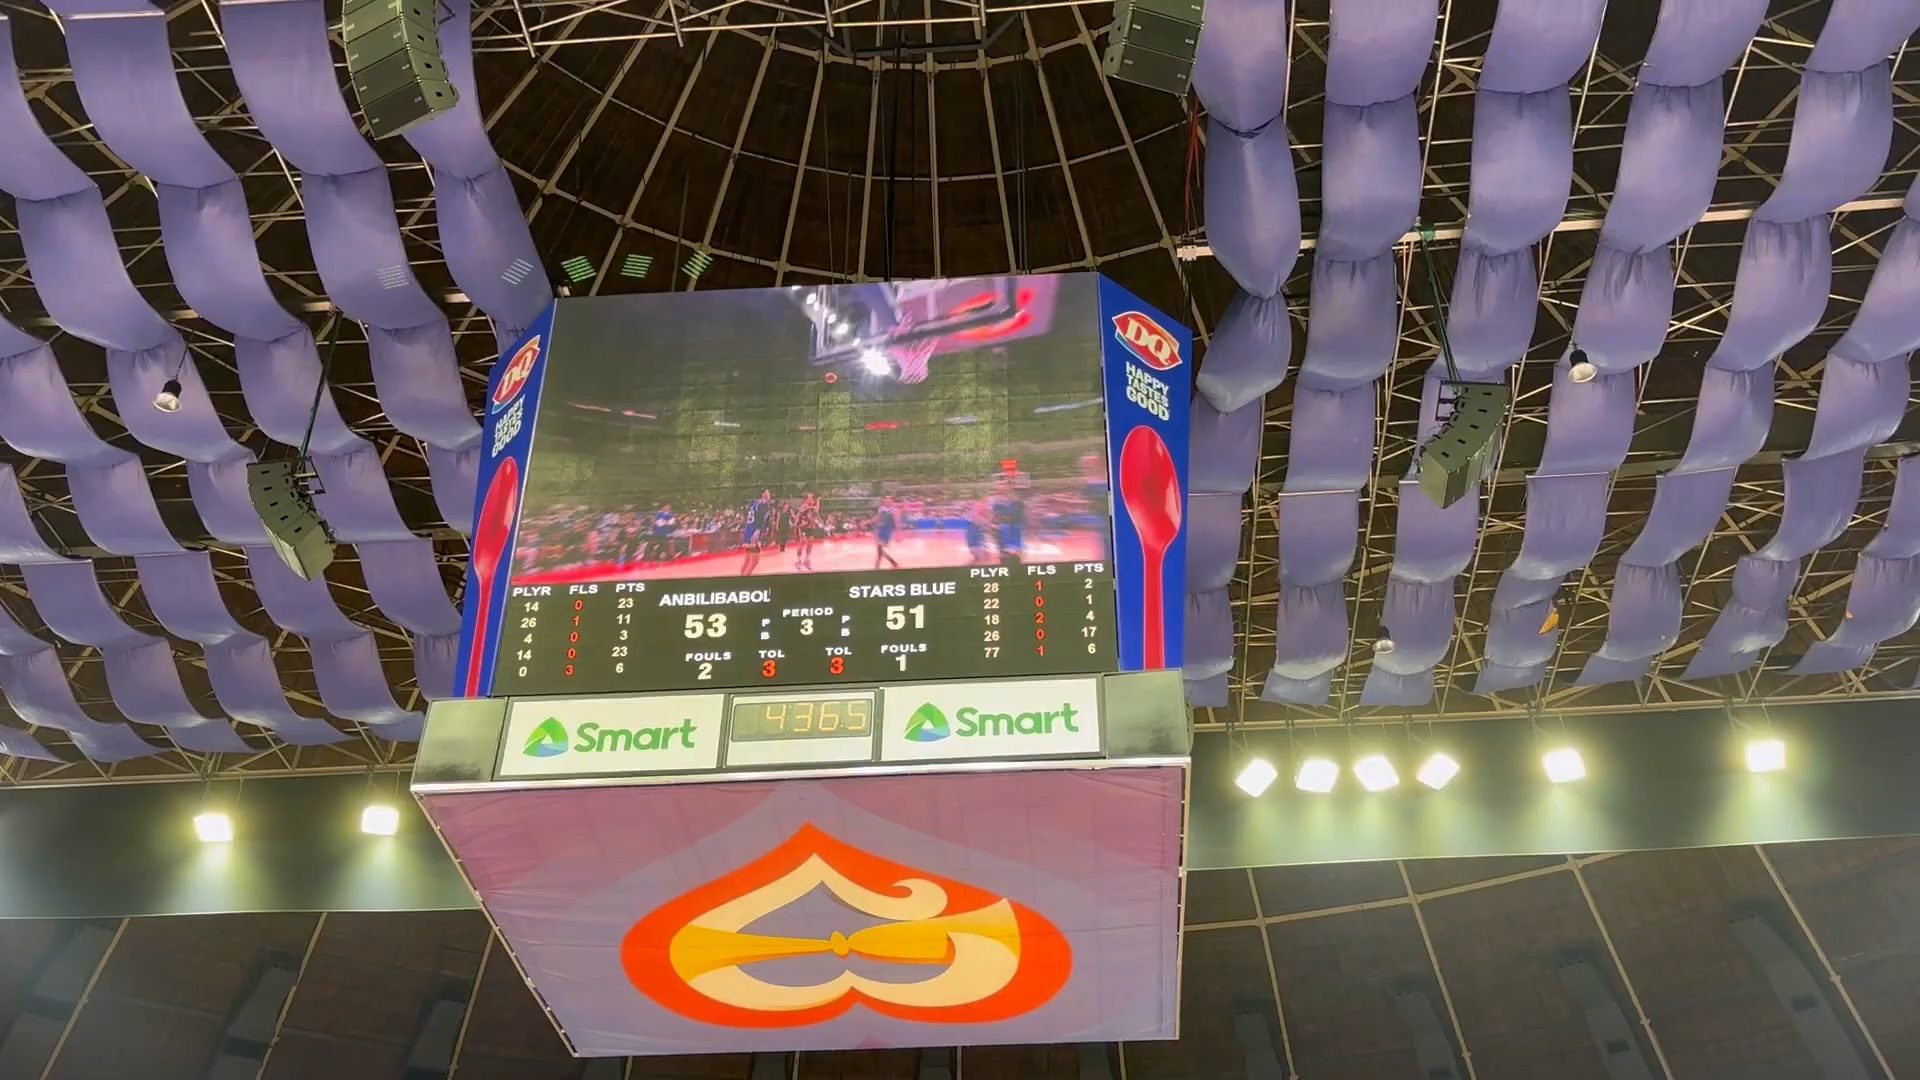 DQ
HAPPY
TASTES
GOOD
DQ
HAPPY
TASTES
GOOD
PLYR FLS PTS
14 0 23
26 1 11
4 0 3
14 0 23
0 3 6
ANBILIBABOL
53
FOULS
2
PERIOD
3
P
B
P
B
TOL
3
TOL
3
STARS BLUE
51
FOULS
1
PLYR FLS PTS
28 1 2
22 0 1
18 2 4
26 0 17
77 1 6
Smart
4:36.5
Smart